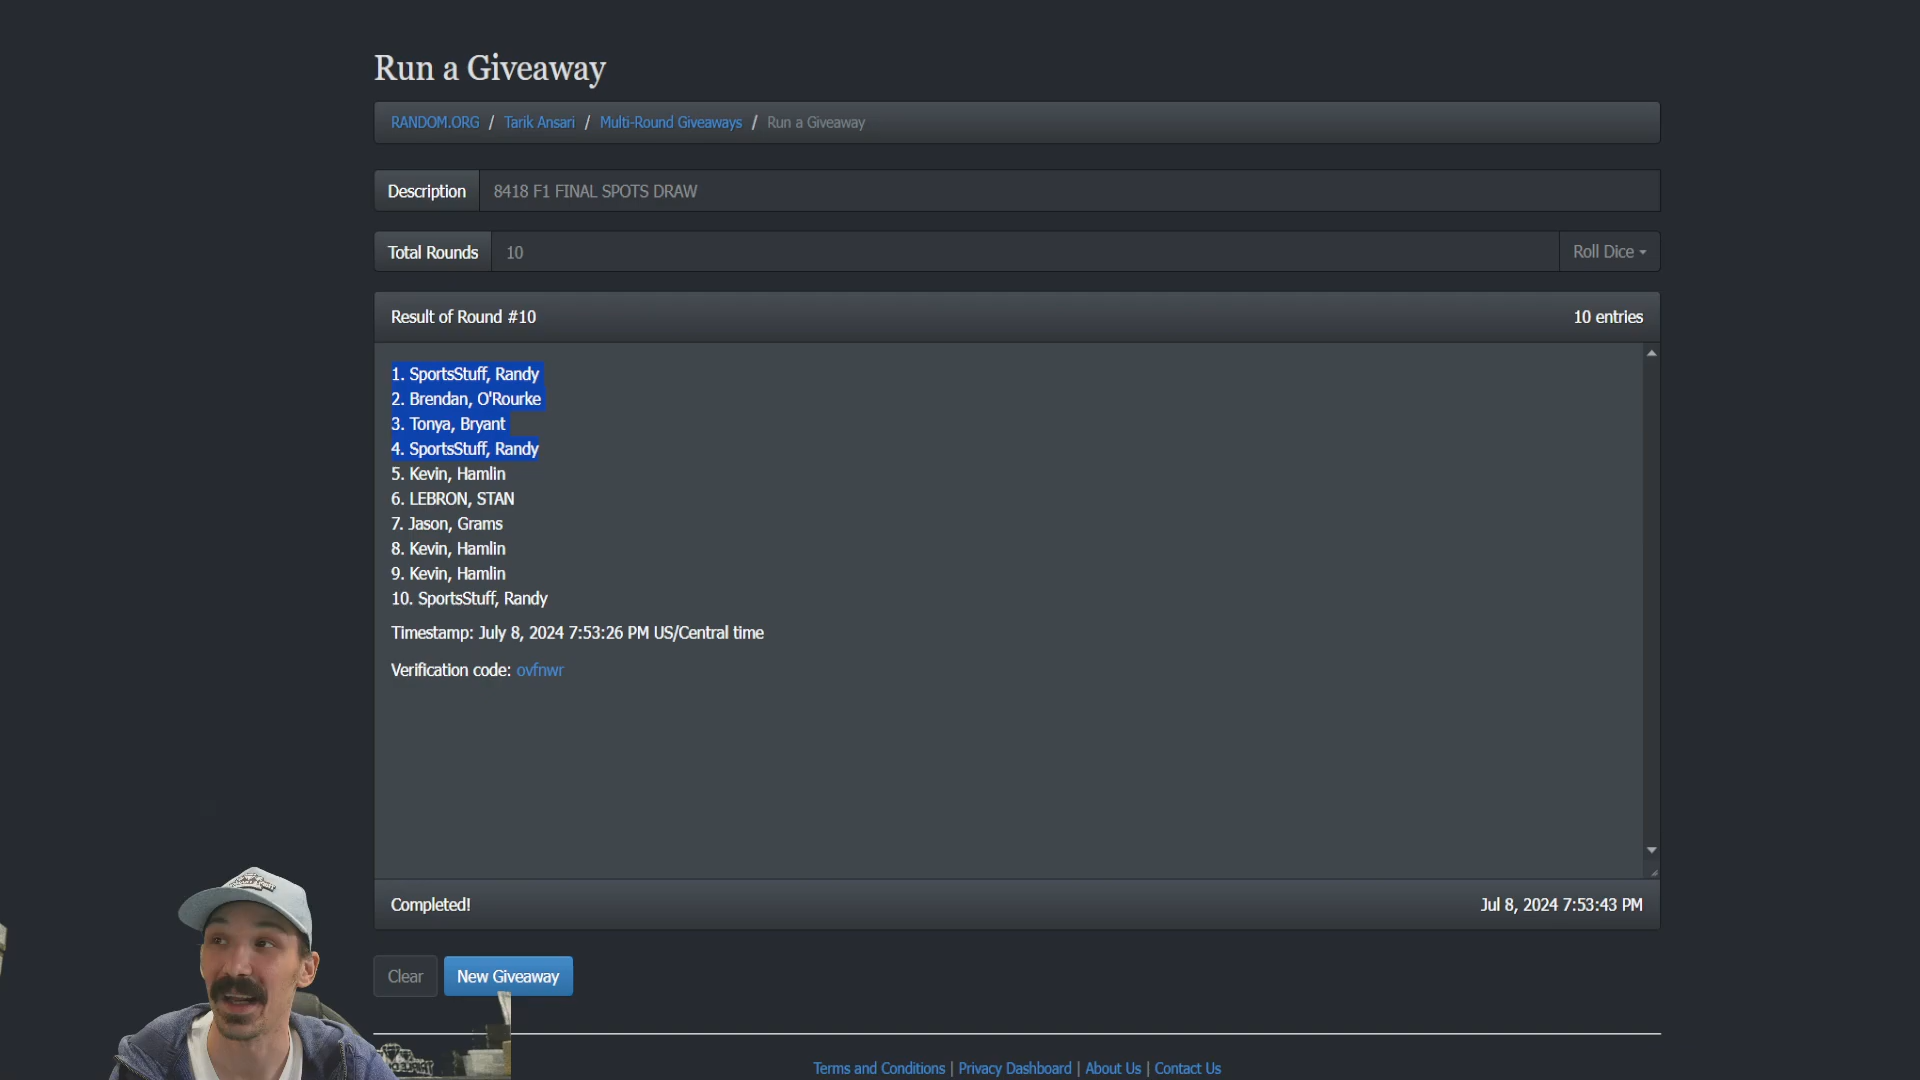 Run a Giveaway
RANDOM.ORG / Tarik Ansari / Multi-Round Giveaways / Run a Giveaway
Description 8418 F1 FINAL SPOTS DRAW
Total Rounds 10 Roll Dice
Result of Round #10 10 entries
1. SportsStuff, Randy
2. Brendan, O'Rourke
3. Tonya, Bryant
4. SportsStuff, Randy
5. Kevin, Hamlin
6. LEBRON, STAN
7. Jason, Grams
8. Kevin, Hamlin
9. Kevin, Hamlin
10. SportsStuff, Randy
Timestamp: July 8, 2024 7:53:26 PM US/Central time
Verification code: ovfnwr
Completed! Jul 8, 2024 7:53:43 PM
Clear New Giveaway
Terms and Conditions | Privacy Dashboard | About Us | Contact Us